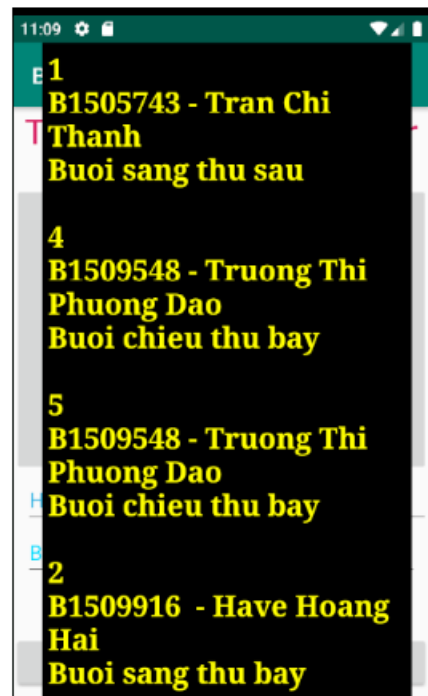 11:09
B
T r
1
B1505743 - Tran Chi
Thanh
Buoi sang thu sau
4
B1509548 - Truong Thi
Phuong Dao
Buoi chieu thu bay
5
B1509548 - Truong Thi
Phuong Dao
Buoi chieu thu bay
H
B
2
B1509916 - Have Hoang
Hai
Buoi sang thu bay